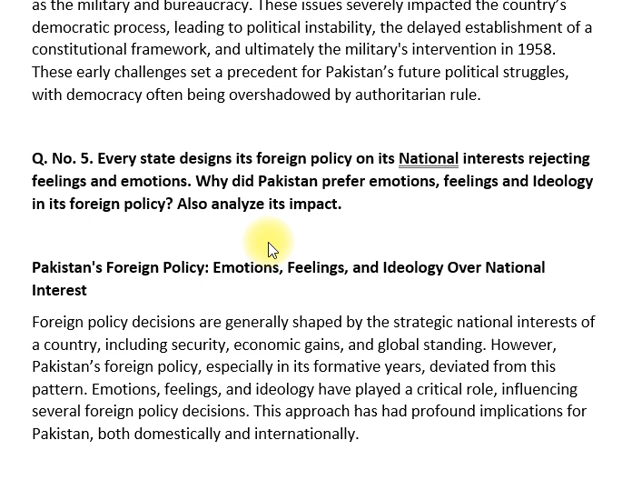 as the military and bureaucracy. These issues severely impacted the country's
democratic process, leading to political instability, the delayed establishment of a
constitutional framework, and ultimately the military's intervention in 1958.
These early challenges set a precedent for Pakistan's future political struggles,
with democracy often being overshadowed by authoritarian rule.
Q. No. 5. Every state designs its foreign policy on its National interests rejecting
feelings and emotions. Why did Pakistan prefer emotions, feelings and Ideology
in its foreign policy? Also analyze its impact.
Pakistan's Foreign Policy: Emotions, Feelings, and Ideology Over National
Interest
Foreign policy decisions are generally shaped by the strategic national interests of
a country, including security, economic gains, and global standing. However,
Pakistan's foreign policy, especially in its formative years, deviated from this
pattern. Emotions, feelings, and ideology have played a critical role, influencing
several foreign policy decisions. This approach has had profound implications for
Pakistan, both domestically and internationally.